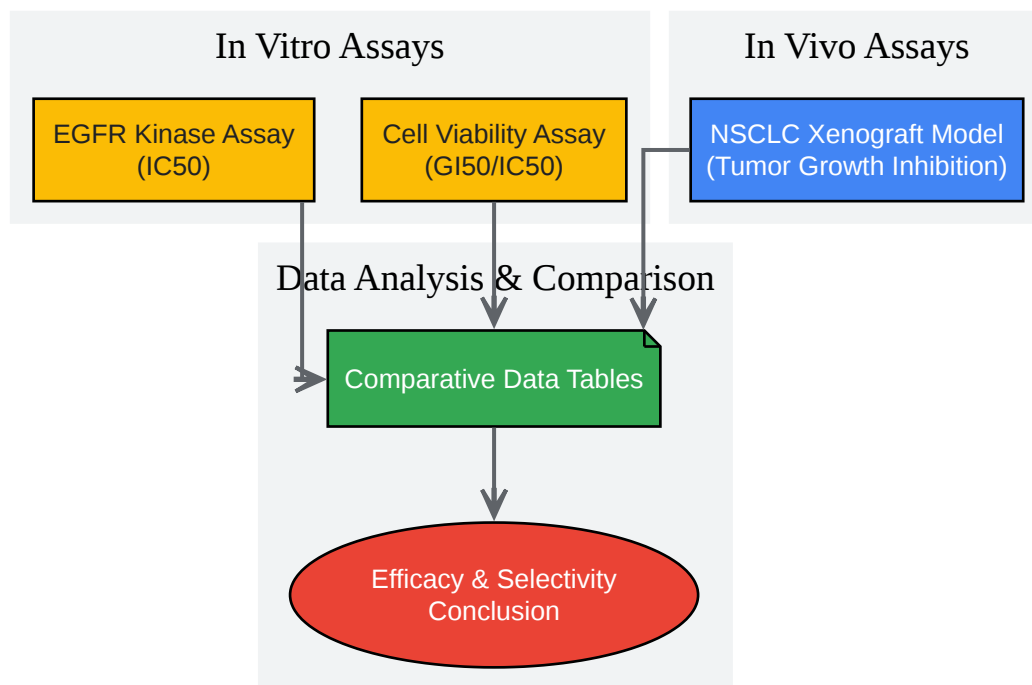 In Vitro Assays
In Vivo Assays
EGFR Kinase Assay
(IC50)
Cell Viability Assay
(GI50/IC50)
NSCLC Xenograft Model
(Tumor Growth Inhibition)
Data Analysis & Comparison
Comparative Data Tables
Efficacy & Selectivity
Conclusion